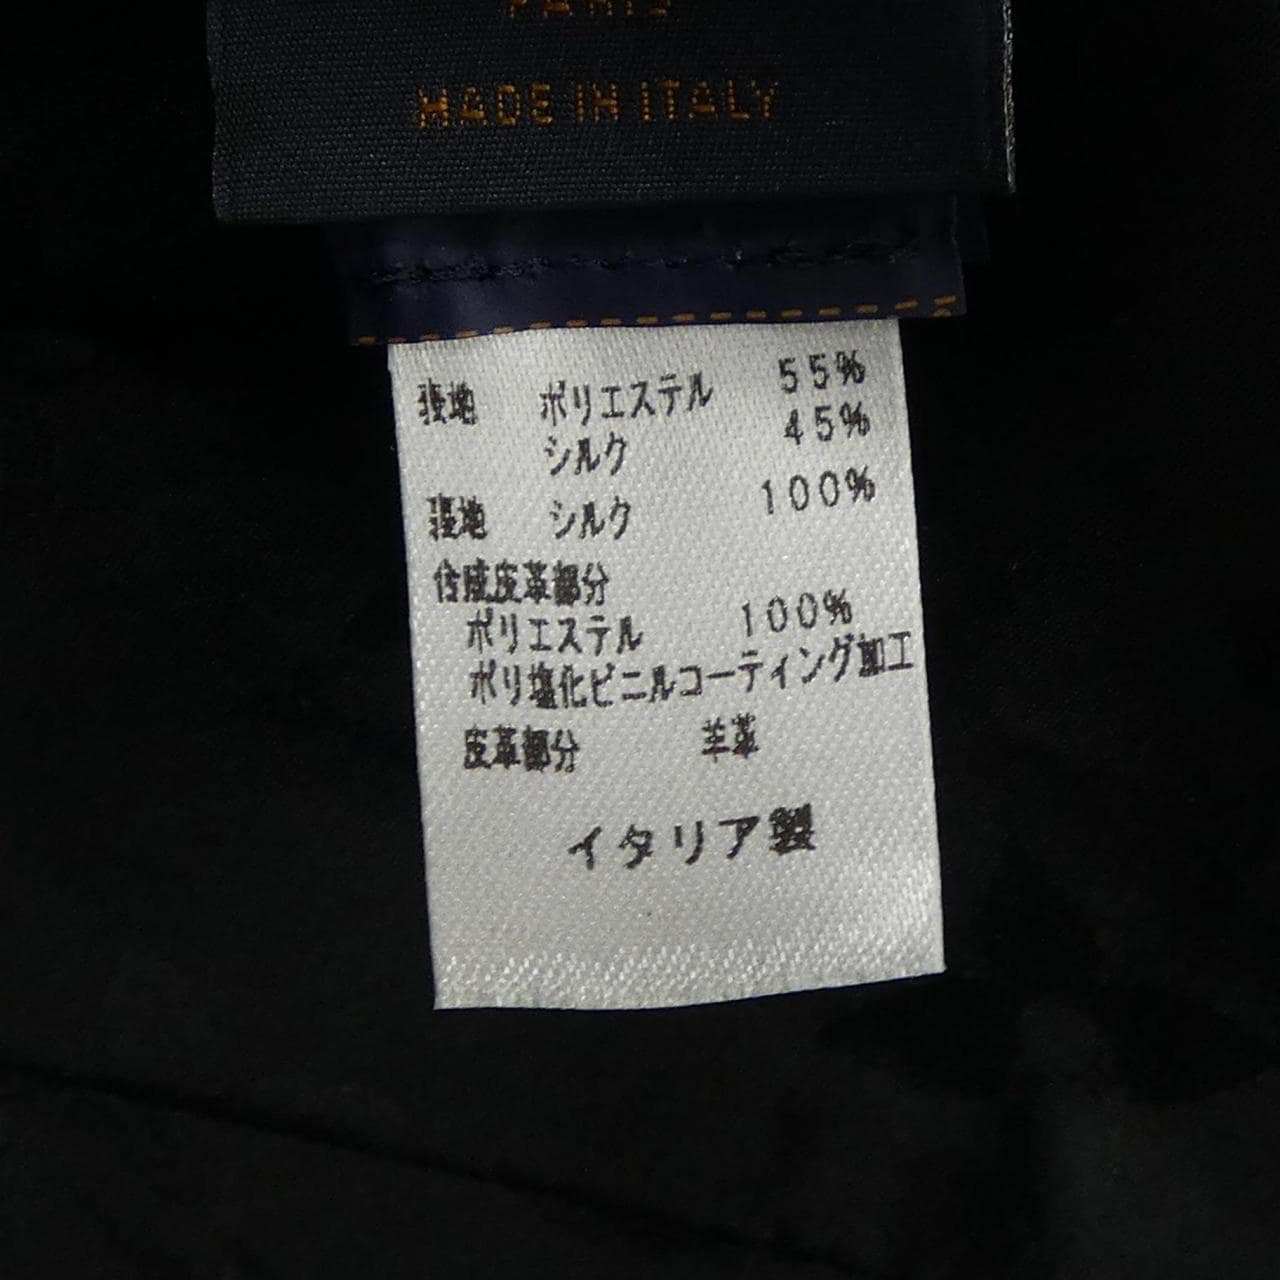 PARIS
MADE IN ITALY
表地 ポリエステル 55%
シルク 45%
裏地 シルク 100%
合成皮革部分
ポリエステル 100%
ポリ塩化ビニルコーティング加工
皮革部分 羊革
イタリア製